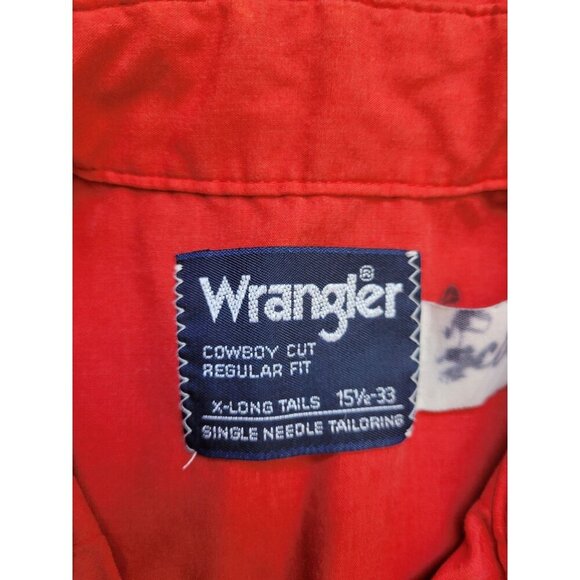 Wrangler®
COWBOY CUT
REGULAR FIT
X-LONG TAILS 15½-33
SINGLE NEEDLE TAILORING